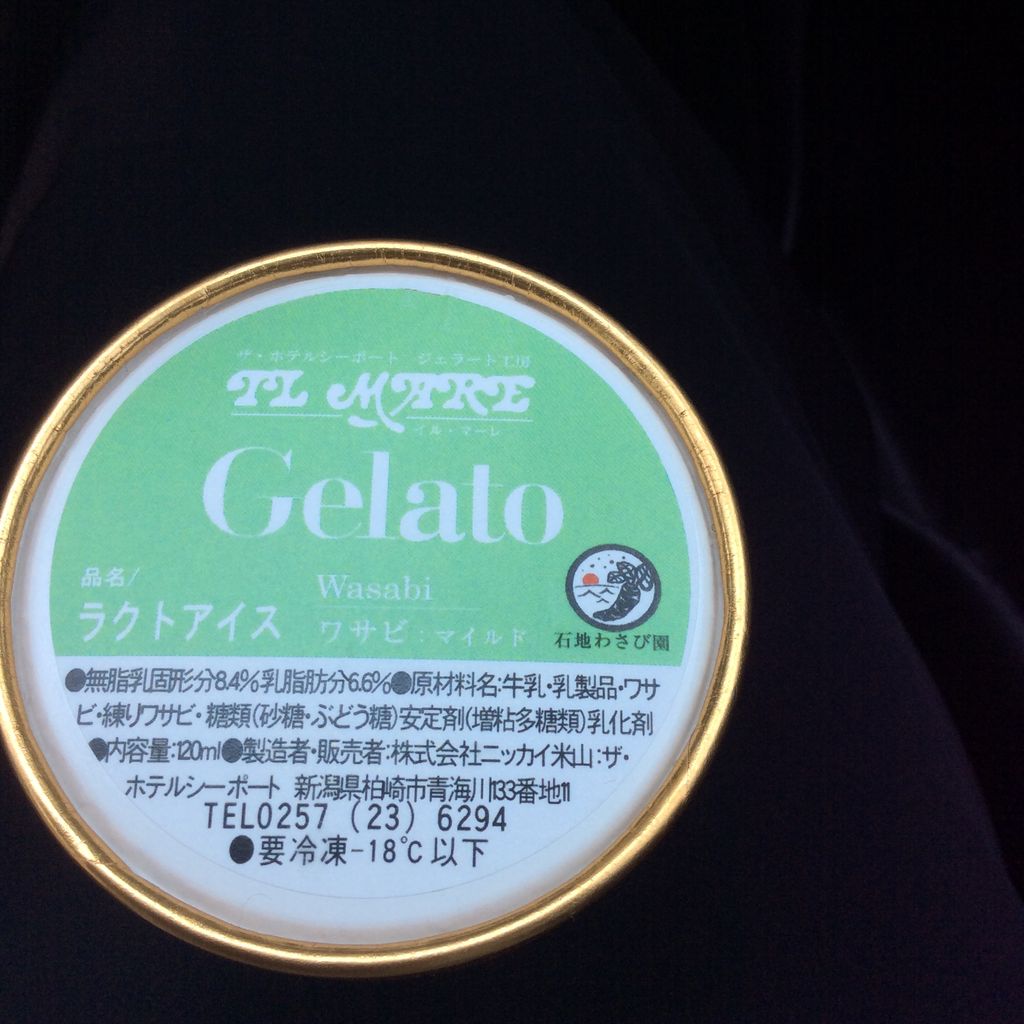 ザ・ホテルシーポート ジェラート工房
IL MARE
イル・マーレ
Gelato
品名/
ラクトアイス
Wasabi
ワサビ:マイルド
石地わさび園
●無脂乳固形分8.4%乳脂肪分6.6%●原材料名:牛乳・乳製品・ワサ
ビ・練りワサビ・糖類(砂糖・ぶどう糖)安定剤(増粘多糖類)乳化剤
●内容量:120ml●製造者・販売者:株式会社ニッカイ米山:ザ・
ホテルシーポート 新潟県柏崎市青海川133番地11
TEL0257 (23) 6294
●要冷凍-18℃以下